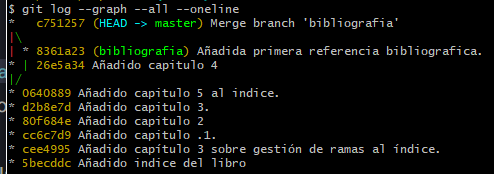 $ git log --graph --all --oneline
*   c751257 (HEAD -> master) Merge branch 'bibliografia'
|\
| * 8361a23 (bibliografia) Añadida primera referencia bibliografica.
* | 26e5a34 Añadido capitulo 4
|/
* 0640889 Añadido capitulo 5 al indice.
* d2b8e7d Añadido capitulo 3.
* 80f684e Añadido capitulo 2
* cc6c7d9 Añadido capitulo .1.
* cee4995 Añadido capítulo 3 sobre gestión de ramas al índice.
* 5becddc Añadido indice del libro